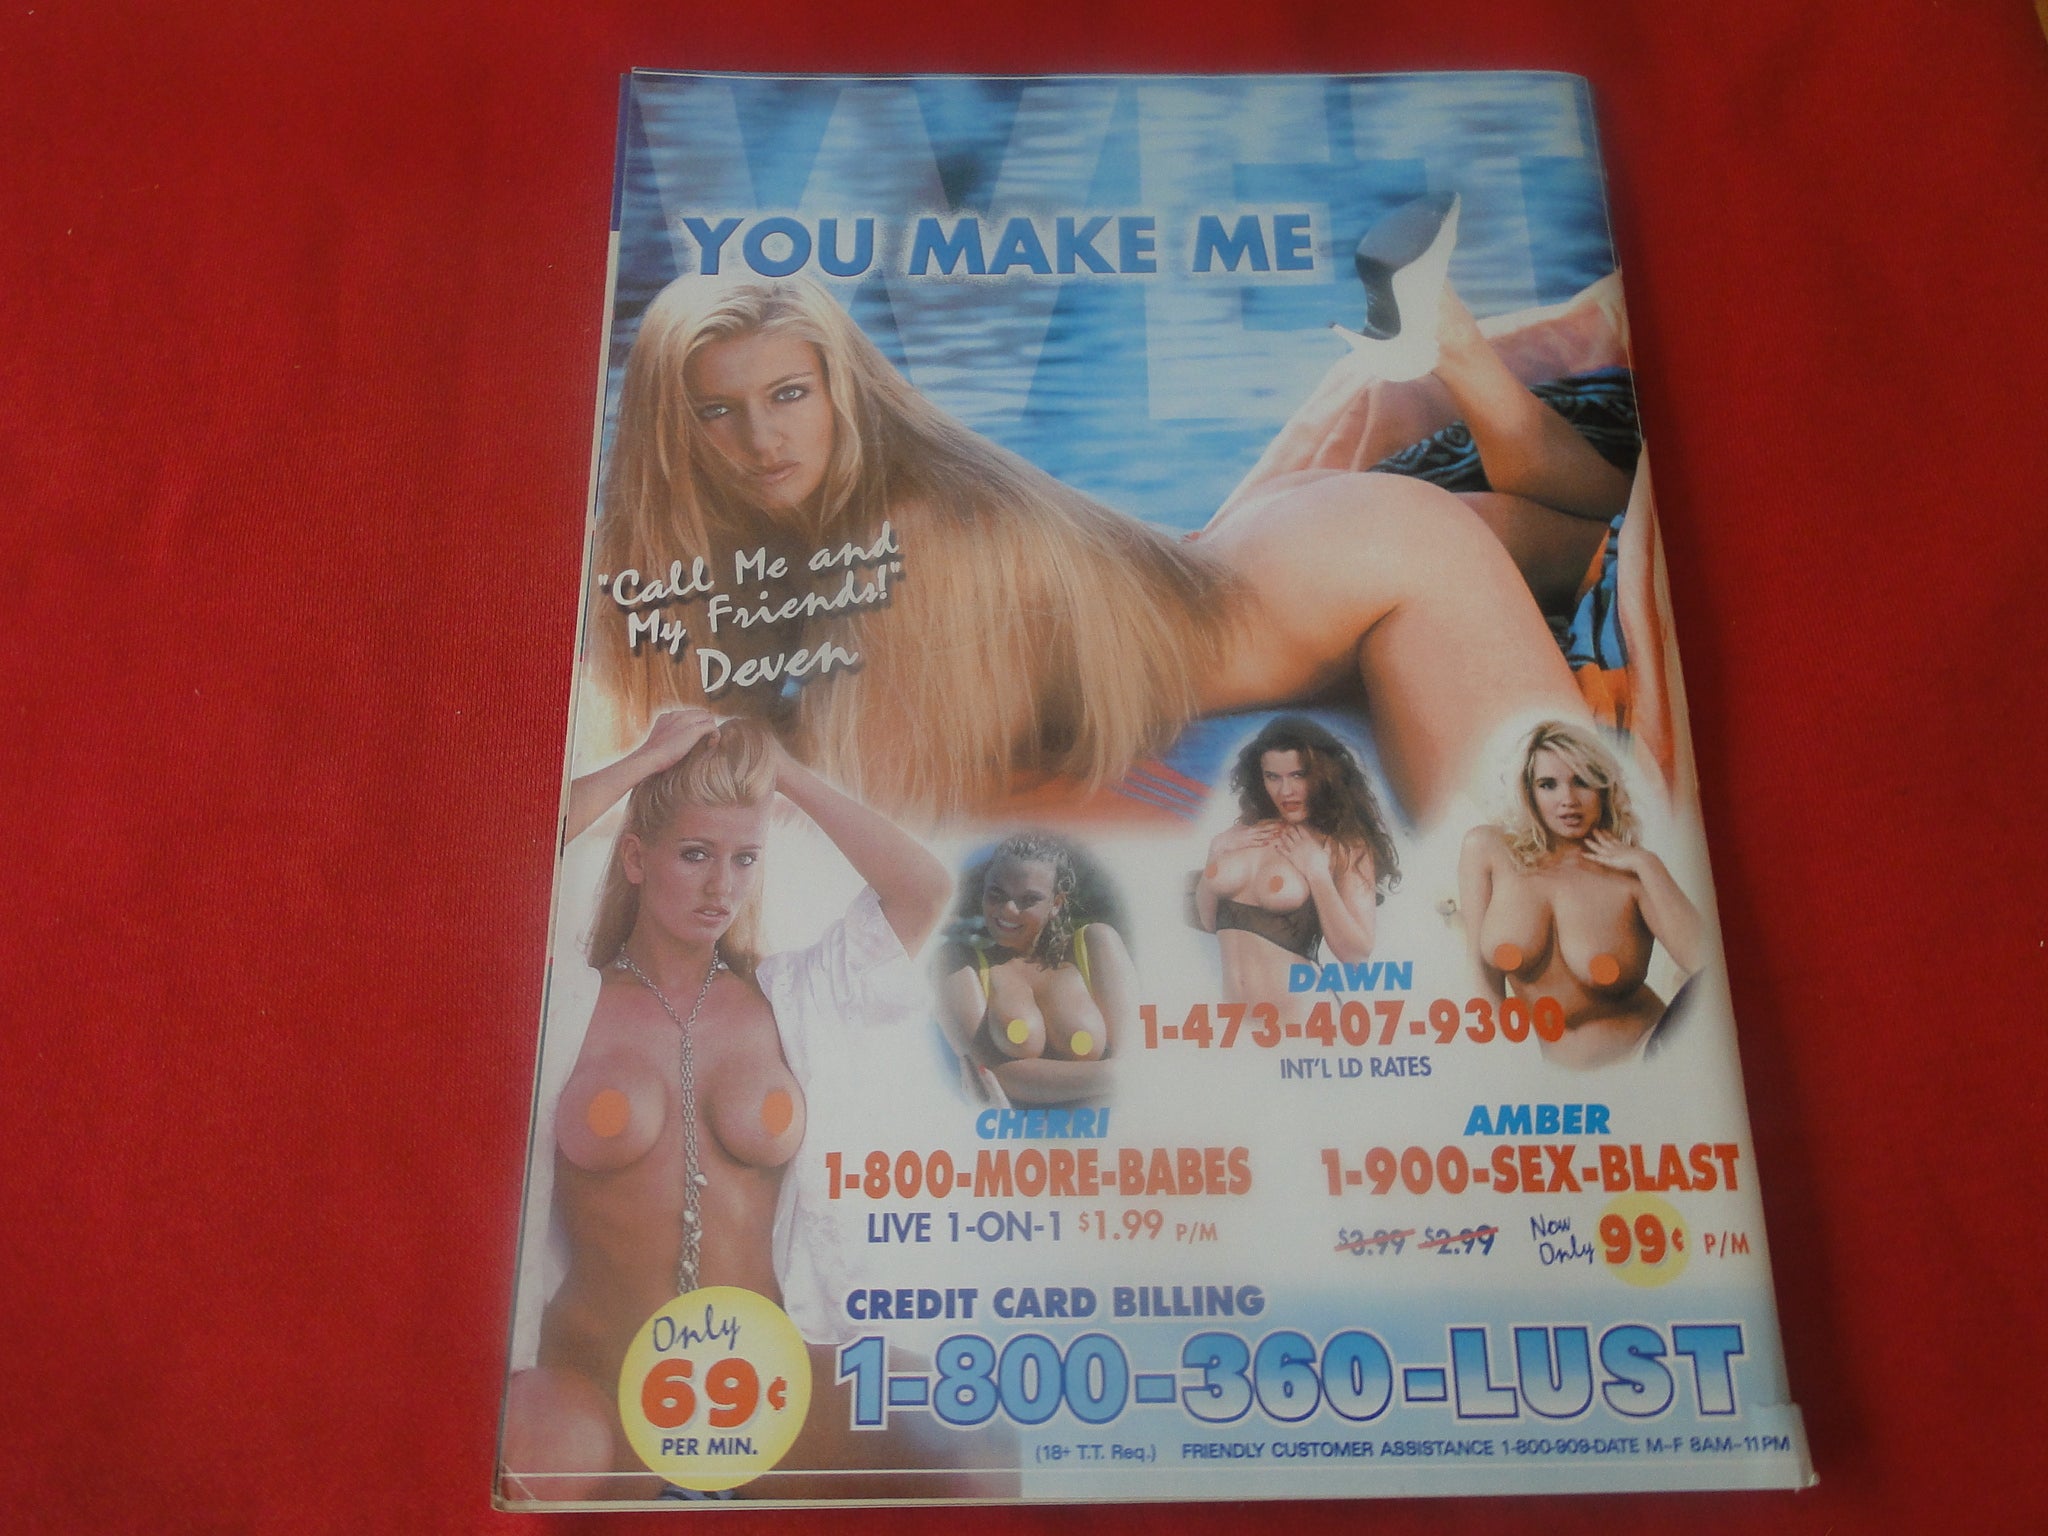 WET
YOU MAKE ME
"Call Me and
My Friends!"
Deven
DAWN
1-473-407-9300
INT'L LD RATES
CHERRI
1-800-MORE-BABES
LIVE 1-ON-1 $1.99 P/M
AMBER
1-900-SEX-BLAST
$3.99 $2.99 Now Only 99¢ P/M
Only
69¢
PER MIN.
CREDIT CARD BILLING
1-800-360-LUST
(18+ T.T. Req.) FRIENDLY CUSTOMER ASSISTANCE 1-800-909-DATE M-F 8AM-11PM